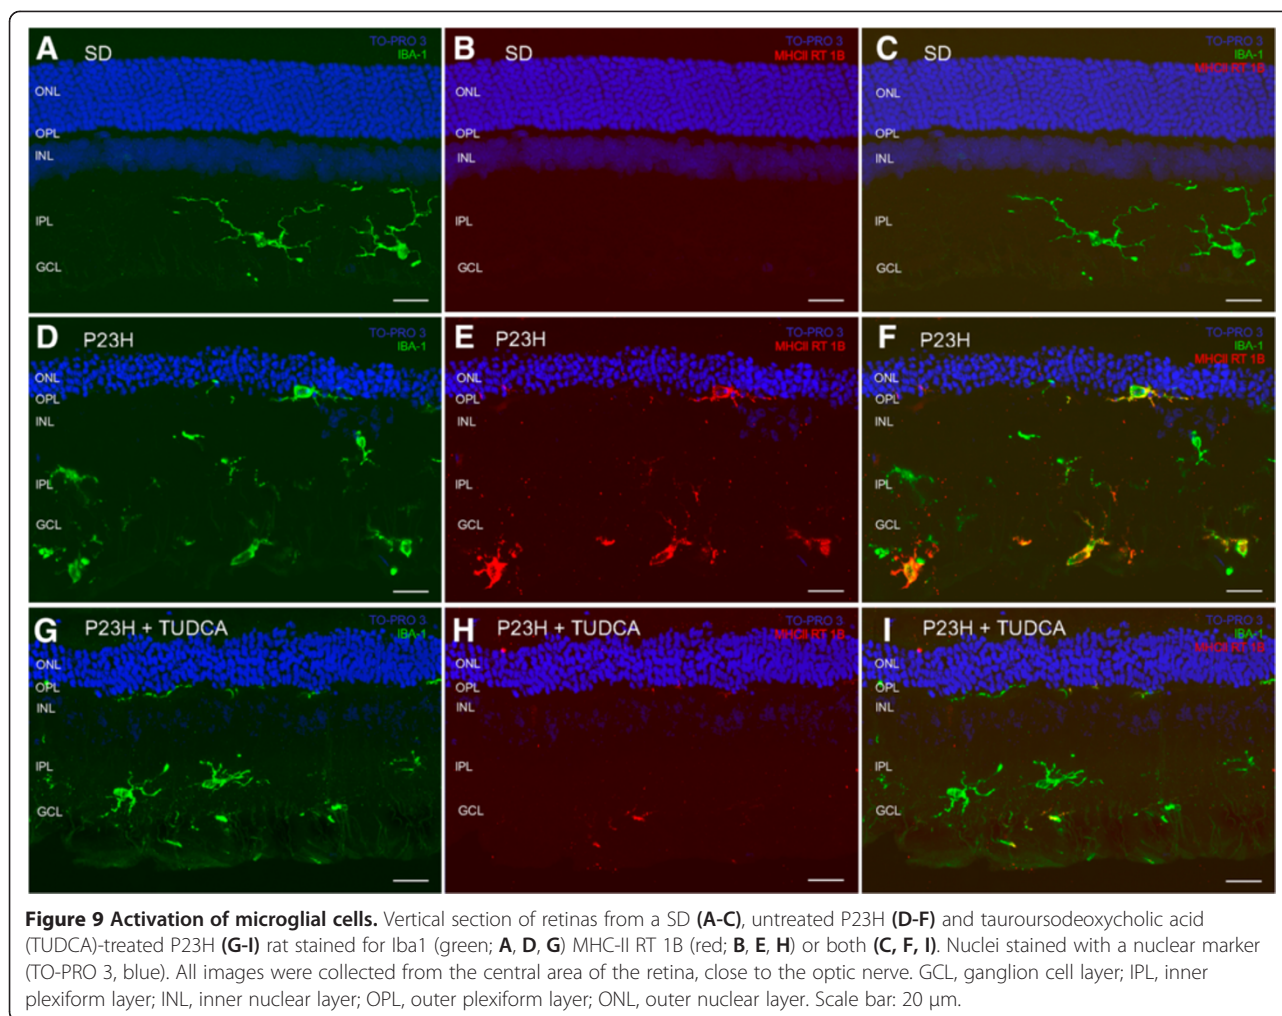 A SD TO-PRO 3
IBA-1
ONL
OPL
INL
IPL
GCL
B SD TO-PRO 3
MHCII RT 1B
ONL
OPL
INL
IPL
GCL
C SD TO-PRO 3
IBA-1
MHCII RT 1B
ONL
OPL
INL
IPL
GCL
D P23H TO-PRO 3
IBA-1
ONL
OPL
INL
IPL
GCL
E P23H TO-PRO 3
MHCII RT 1B
ONL
OPL
INL
IPL
GCL
F P23H TO-PRO 3
IBA-1
MHCII RT 1B
ONL
OPL
INL
IPL
GCL
G P23H + TUDCA TO-PRO 3
IBA-1
ONL
OPL
INL
IPL
GCL
H P23H + TUDCA TO-PRO 3
MHCII RT 1B
ONL
OPL
INL
IPL
GCL
I P23H + TUDCA TO-PRO 3
IBA-1
MHCII RT 1B
ONL
OPL
INL
IPL
GCL
Figure 9 Activation of microglial cells. Vertical section of retinas from a SD (A-C), untreated P23H (D-F) and tauroursodeoxycholic acid
(TUDCA)-treated P23H (G-I) rat stained for Iba1 (green; A, D, G) MHC-II RT 1B (red; B, E, H) or both (C, F, I). Nuclei stained with a nuclear marker
(TO-PRO 3, blue). All images were collected from the central area of the retina, close to the optic nerve. GCL, ganglion cell layer; IPL, inner
plexiform layer; INL, inner nuclear layer; OPL, outer plexiform layer; ONL, outer nuclear layer. Scale bar: 20 μm.